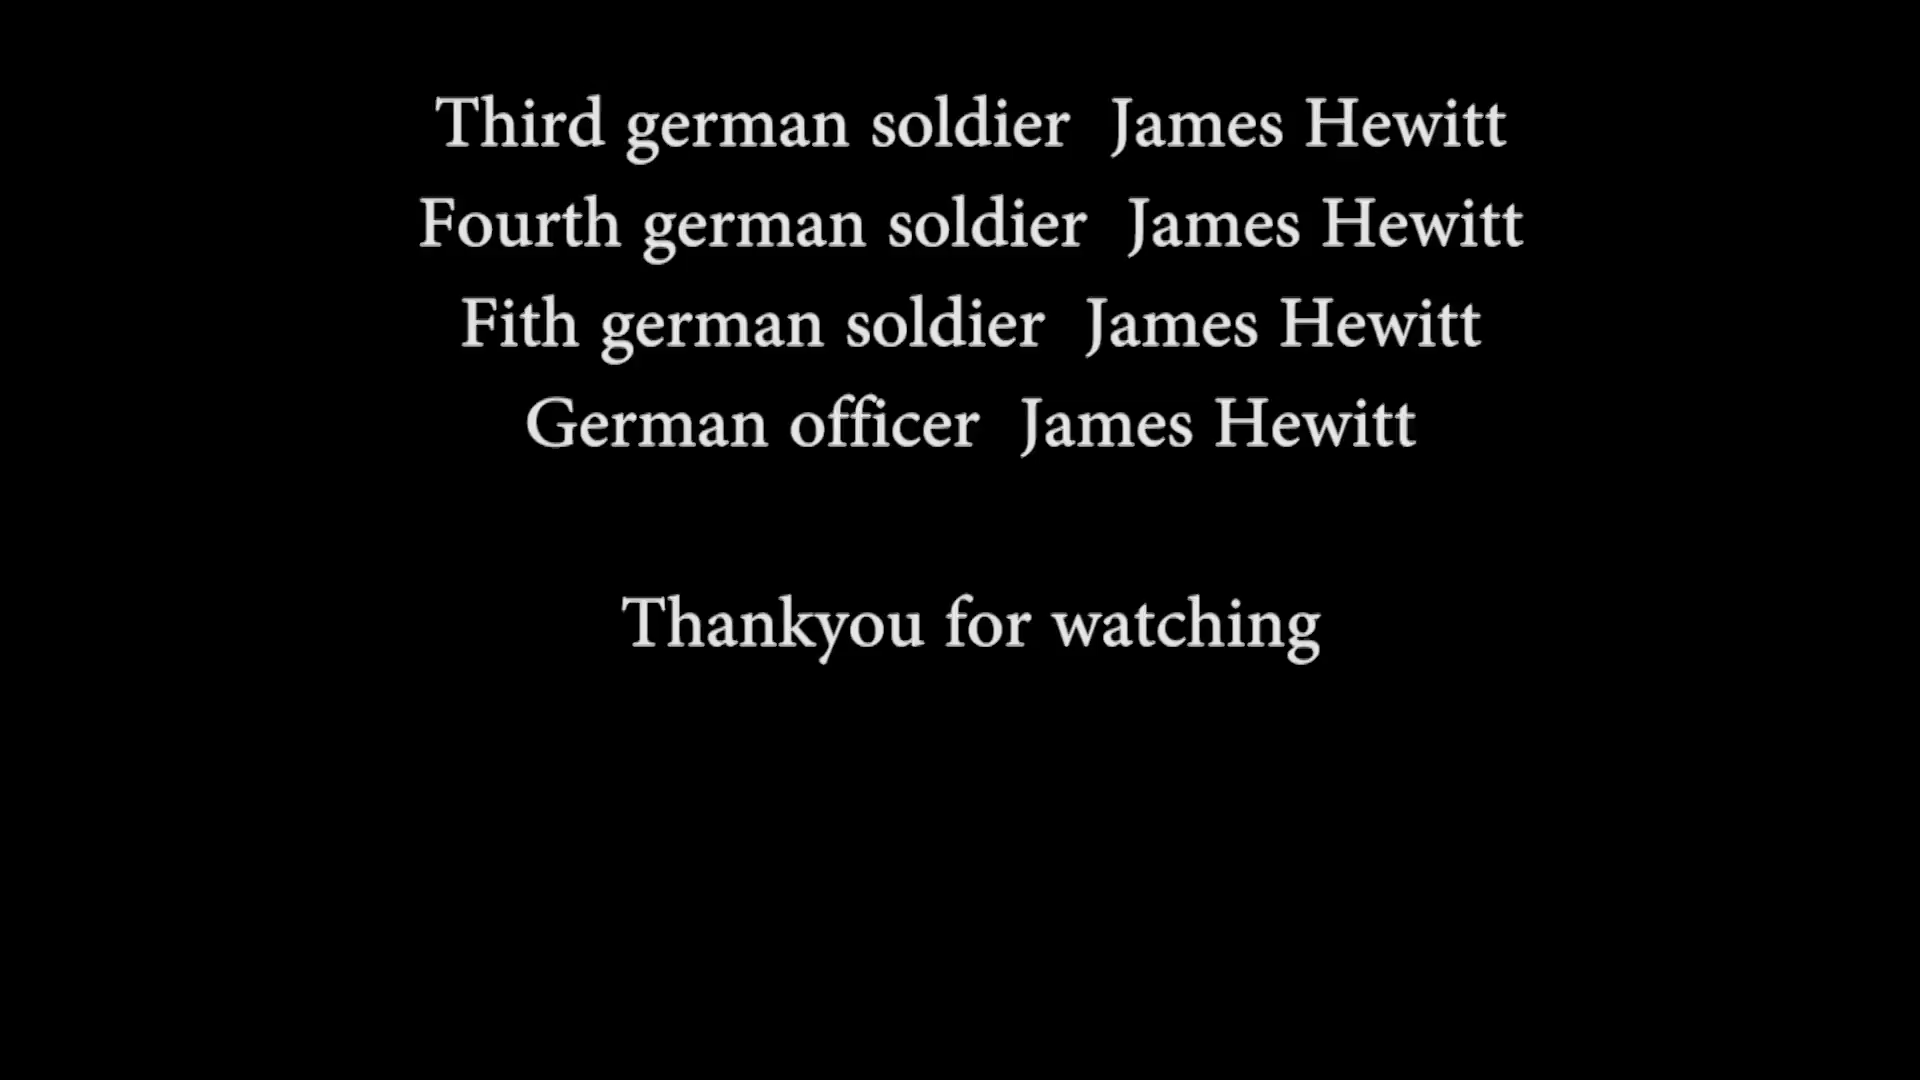 Third german soldier  James Hewitt
Fourth german soldier  James Hewitt
Fith german soldier  James Hewitt
German officer  James Hewitt
Thankyou for watching